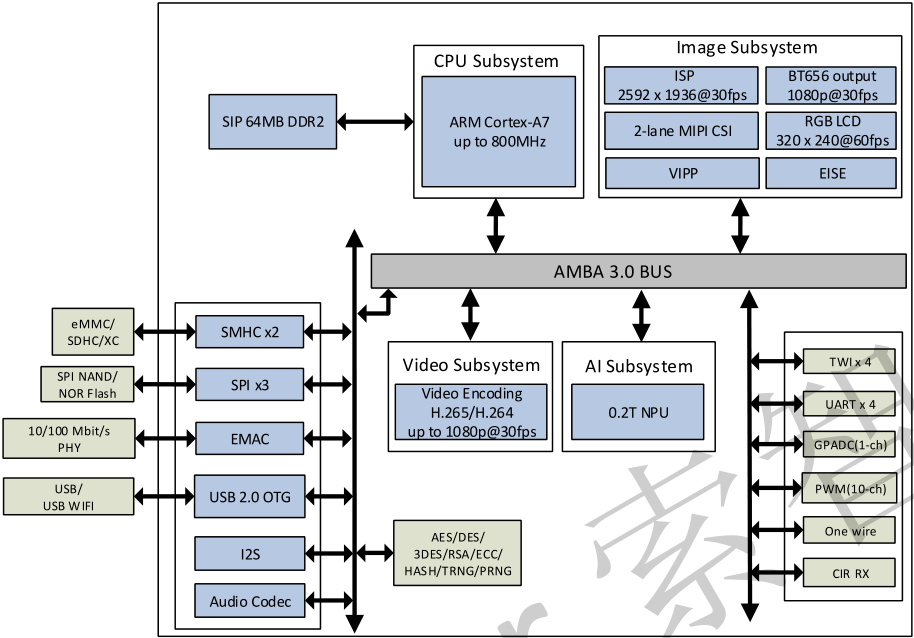 CPU Subsystem
ARM Cortex-A7
up to 800MHz
SIP 64MB DDR2
Image Subsystem
ISP
2592 x 1936@30fps
BT656 output
1080p@30fps
2-lane MIPI CSI
RGB LCD
320 x 240@60fps
VIPP
EISE
AMBA 3.0 BUS
eMMC/
SDHC/XC
SMHC x2
SPI NAND/
NOR Flash
SPI x3
10/100 Mbit/s
PHY
EMAC
USB/
USB WIFI
USB 2.0 OTG
I2S
Audio Codec
Video Subsystem
Video Encoding
H.265/H.264
up to 1080p@30fps
AI Subsystem
0.2T NPU
AES/DES/
3DES/RSA/ECC/
HASH/TRNG/PRNG
TWI x 4
UART x 4
GPADC(1-ch)
PWM(10-ch)
One wire
CIR RX
索智